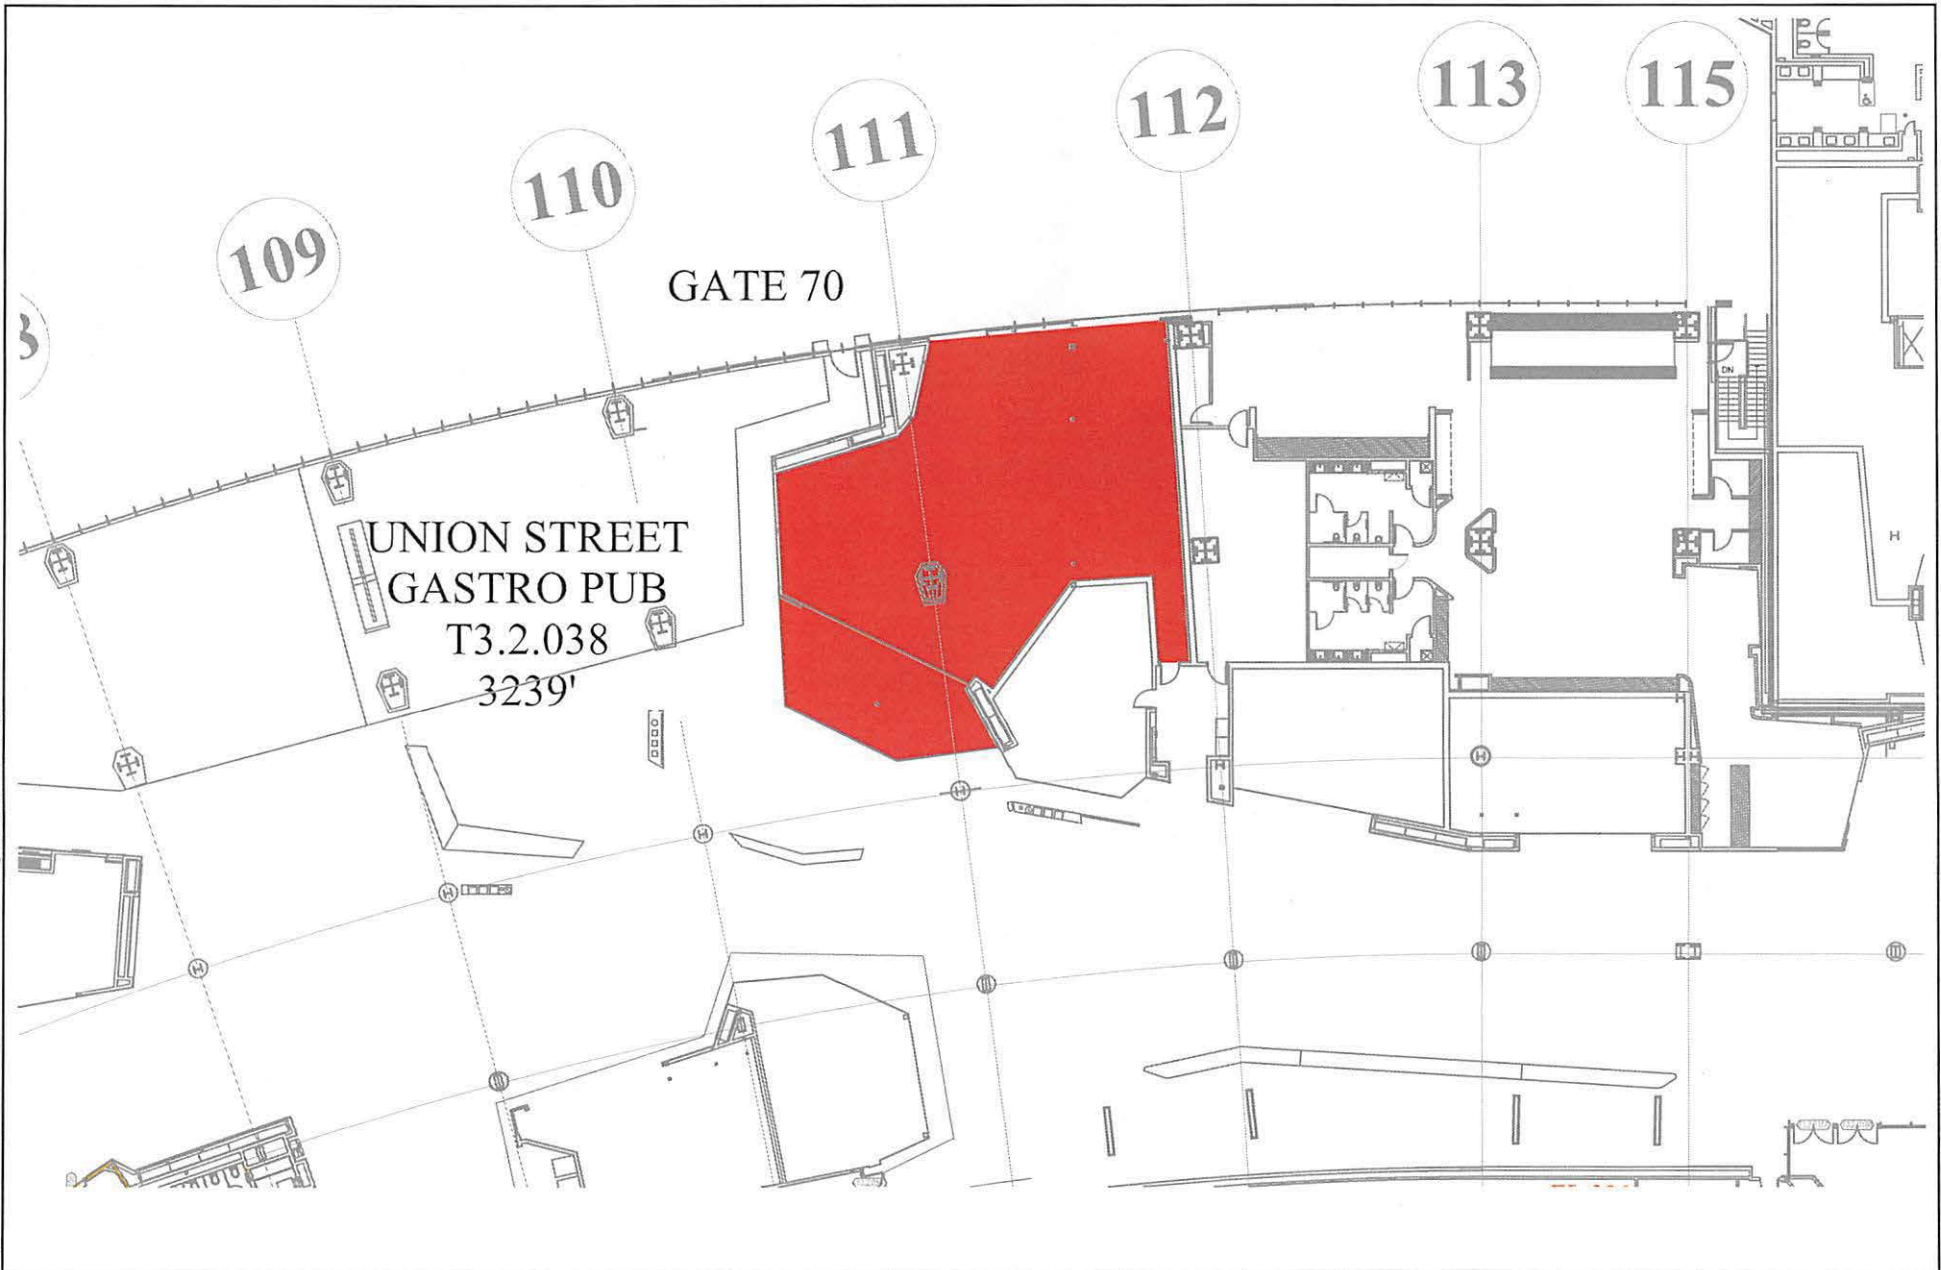 109
110
111
112
113
115
GATE 70
UNION STREET
GASTRO PUB
T3.2.038
3239'
DN